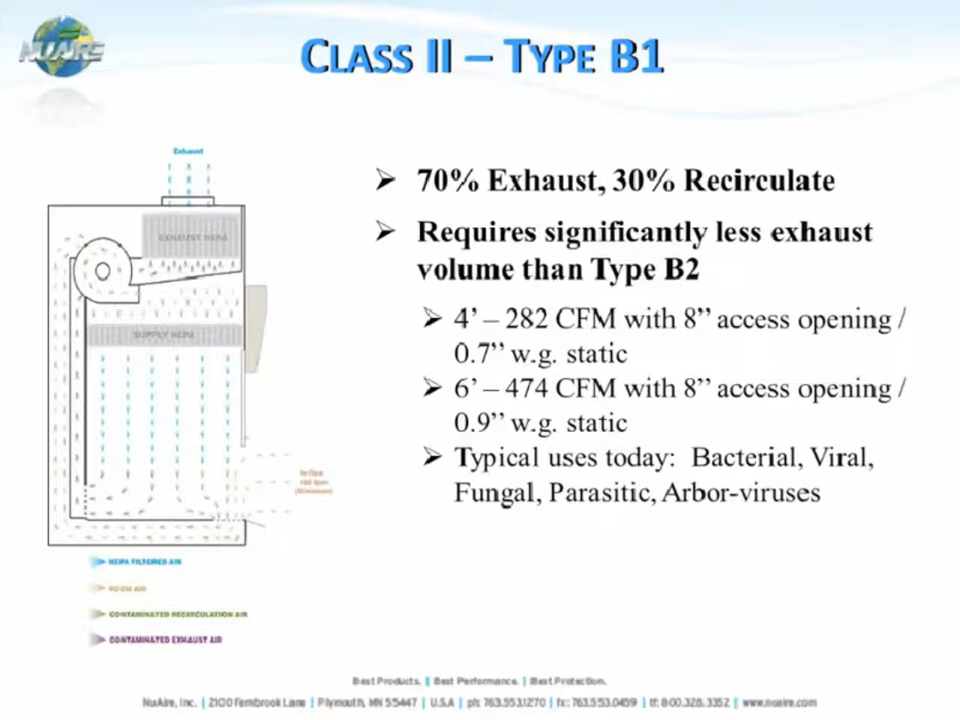 NUAIRE
CLASS II – TYPE B1
Exhaust
EXHAUST HEPA
SUPPLY HEPA
➢ 70% Exhaust, 30% Recirculate
➢ Requires significantly less exhaust
volume than Type B2
➢ 4’ – 282 CFM with 8” access opening /
0.7” w.g. static
➢ 6’ – 474 CFM with 8” access opening /
0.9” w.g. static
➢ Typical uses today: Bacterial, Viral,
Fungal, Parasitic, Arbor-viruses
HEPA FILTERED AIR
ROOM AIR
CONTAMINATED RECIRCULATION AIR
CONTAMINATED EXHAUST AIR
Best Products. || Best Performance. || Best Protection.
NuAire, Inc. | 2100 Fernbrook Lane | Plymouth, MN 55447 | U.S.A | ph: 763.553.1270 | fx: 763.553.0459 | tf: 800.328.3352 | www.nuaire.com